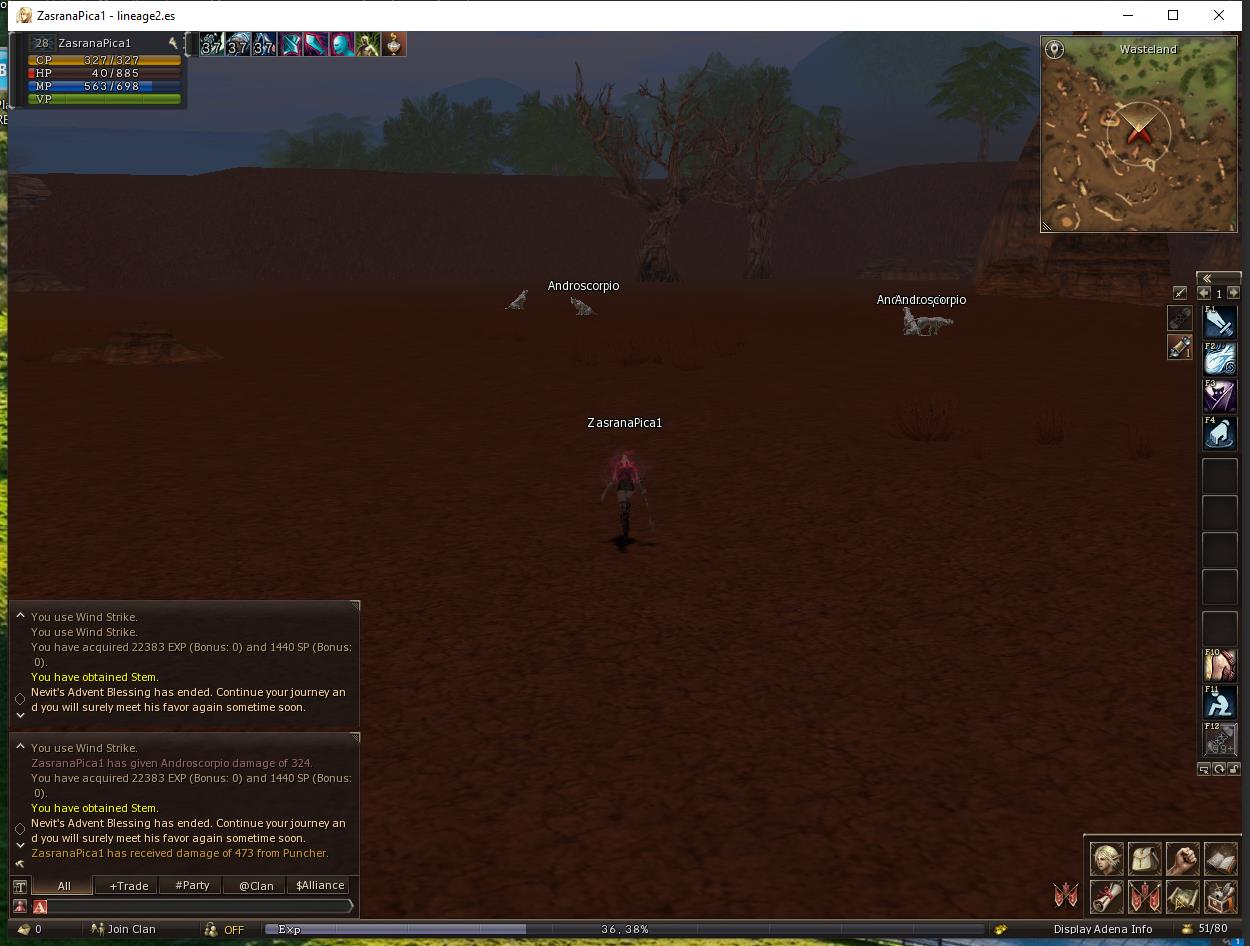 ZasranaPica1 - lineage2.es
28 ZasranaPica1
37 37 37
CP 327/327
HP 40/885
MP 563/698
VP
Wasteland
Androscorpio
Androscorpio
ZasranaPica1
1
F1
1
F2
F3
F4
F10
F11
F12
99+
You use Wind Strike.
You use Wind Strike.
You have acquired 22383 EXP (Bonus: 0) and 1440 SP (Bonus:
0).
You have obtained Stem.
Nevit's Advent Blessing has ended. Continue your journey an
d you will surely meet his favor again sometime soon.
You use Wind Strike.
ZasranaPica1 has given Androscorpio damage of 324.
You have acquired 22383 EXP (Bonus: 0) and 1440 SP (Bonus:
0).
You have obtained Stem.
Nevit's Advent Blessing has ended. Continue your journey an
d you will surely meet his favor again sometime soon.
ZasranaPica1 has received damage of 473 from Puncher.
All +Trade #Party @Clan $Alliance
A
0 Join Clan OFF Exp 36, 38% Display Adena Info 51/80